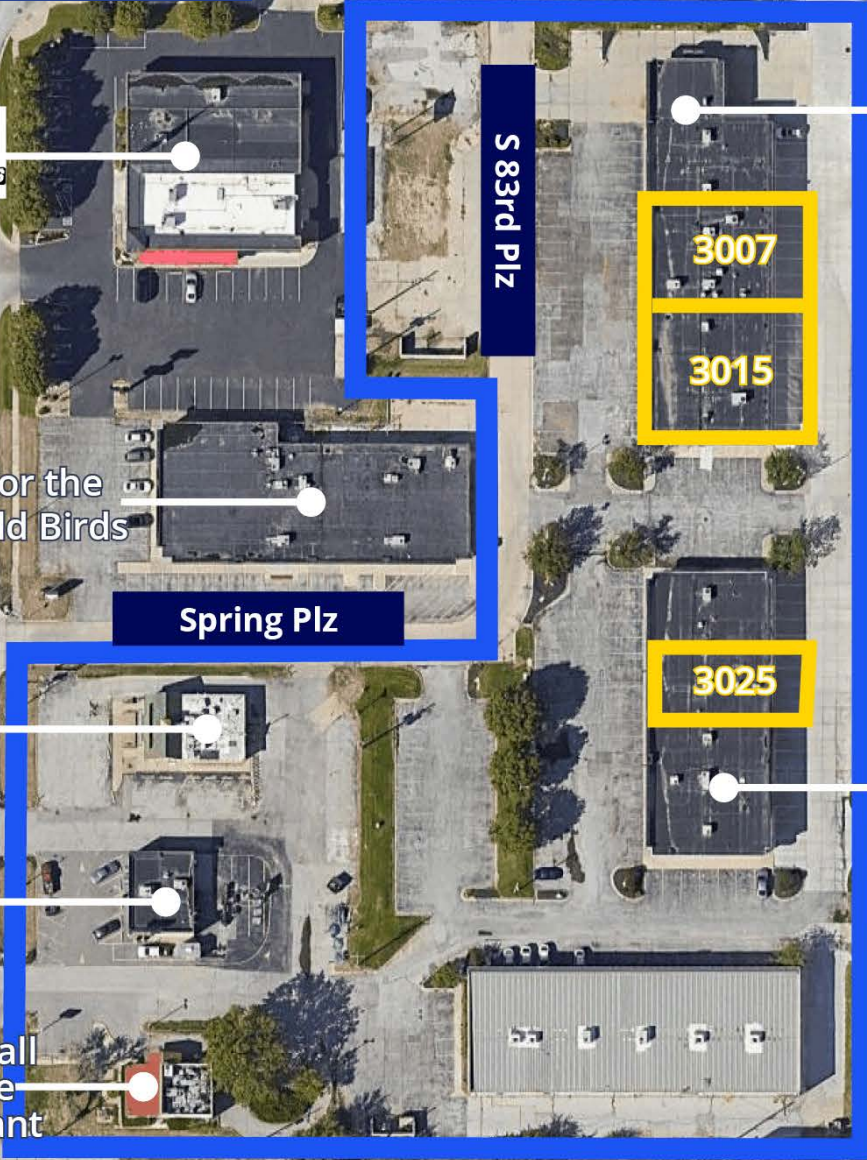 S 83rd Plz
3007
3015
or the
ld Birds
Spring Plz
3025
all
e
ant